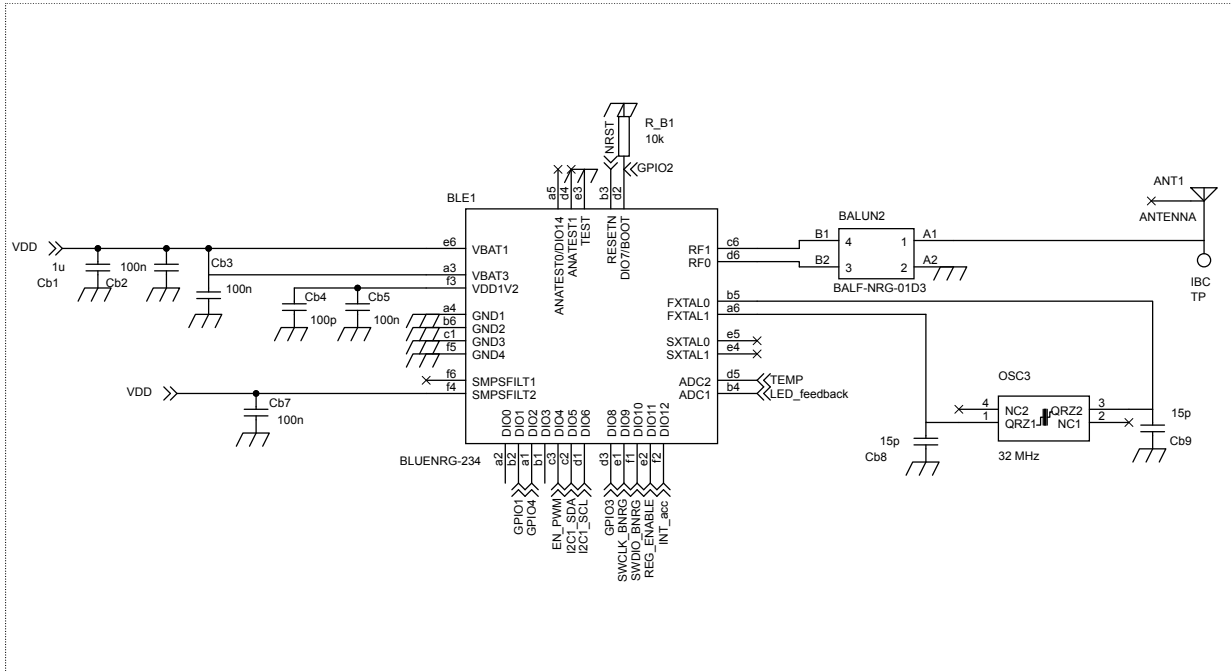 R_B1
10k
NRST
GPIO2
BLE1
a5
d4
e3
b3
d2
ANATEST0/DIO14
ANATEST1
TEST
RESETN
DIO7/BOOT
ANT1
ANTENNA
IBC
TP
BALUN2
B1 4 1 A1
B2 3 2 A2
BALF-NRG-01D3
VDD
1u
Cb1
100n
Cb2
Cb3
100n
e6 VBAT1
a3 VBAT3
f3 VDD1V2
Cb4
100p
Cb5
100n
a4 GND1
b6 GND2
c1 GND3
f5 GND4
f6 SMPSFILT1
f4 SMPSFILT2
VDD
Cb7
100n
RF1 c6
RF0 d6
FXTAL0 b5
FXTAL1 a6
SXTAL0 e5
SXTAL1 e4
ADC2 d5 TEMP
ADC1 b4 LED_feedback
OSC3
4 NC2 QRZ2 3
1 QRZ1 NC1 2
32 MHz
15p
Cb8
15p
Cb9
BLUENRG-234
DIO0
DIO1
DIO2
DIO3
DIO4
DIO5
DIO6
DIO8
DIO9
DIO10
DIO11
DIO12
a2
b2
a1
b1
c3
c2
d1
d3
e1
f1
e2
f2
GPIO1
GPIO4
EN_PWM
I2C1_SDA
I2C1_SCL
GPIO3
SWCLK_BNRG
SWDIO_BNRG
REG_ENABLE
INT_acc